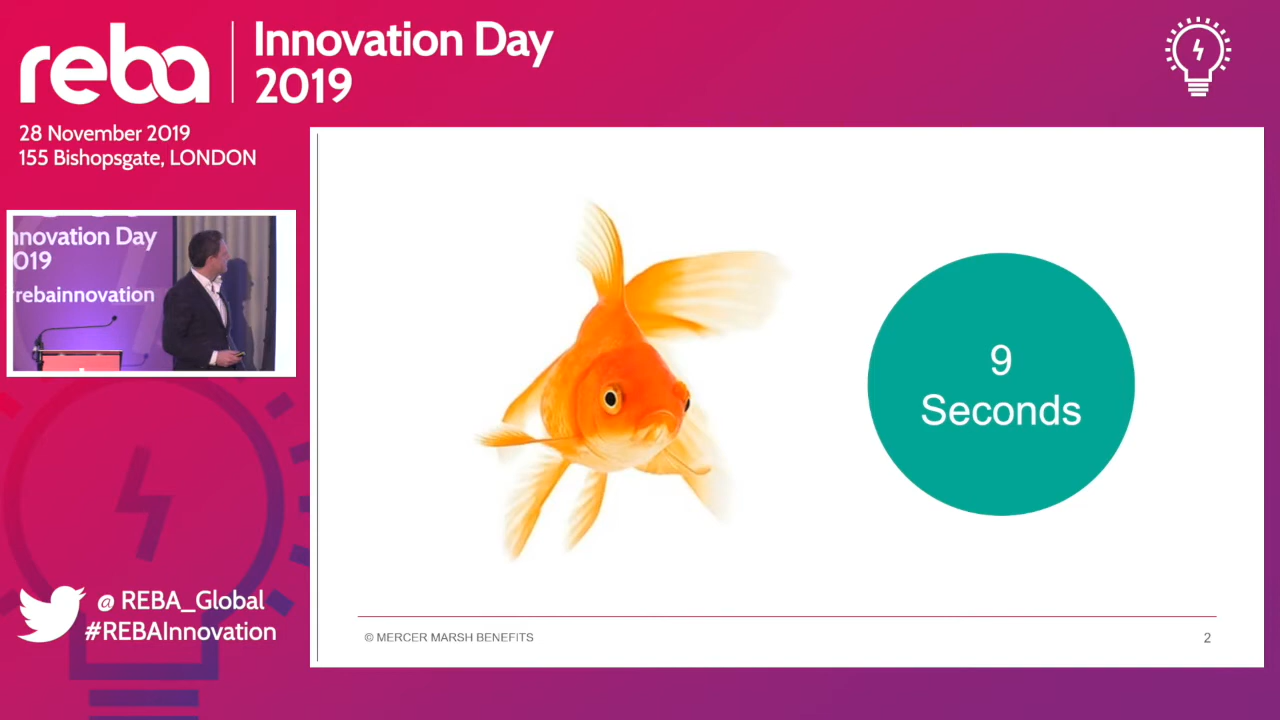 reba
Innovation Day
2019
28 November 2019
155 Bishopsgate, LONDON
nnovation Day
019
rebainnovation
9
Seconds
@ REBA_Global
#REBAInnovation
© MERCER MARSH BENEFITS
2